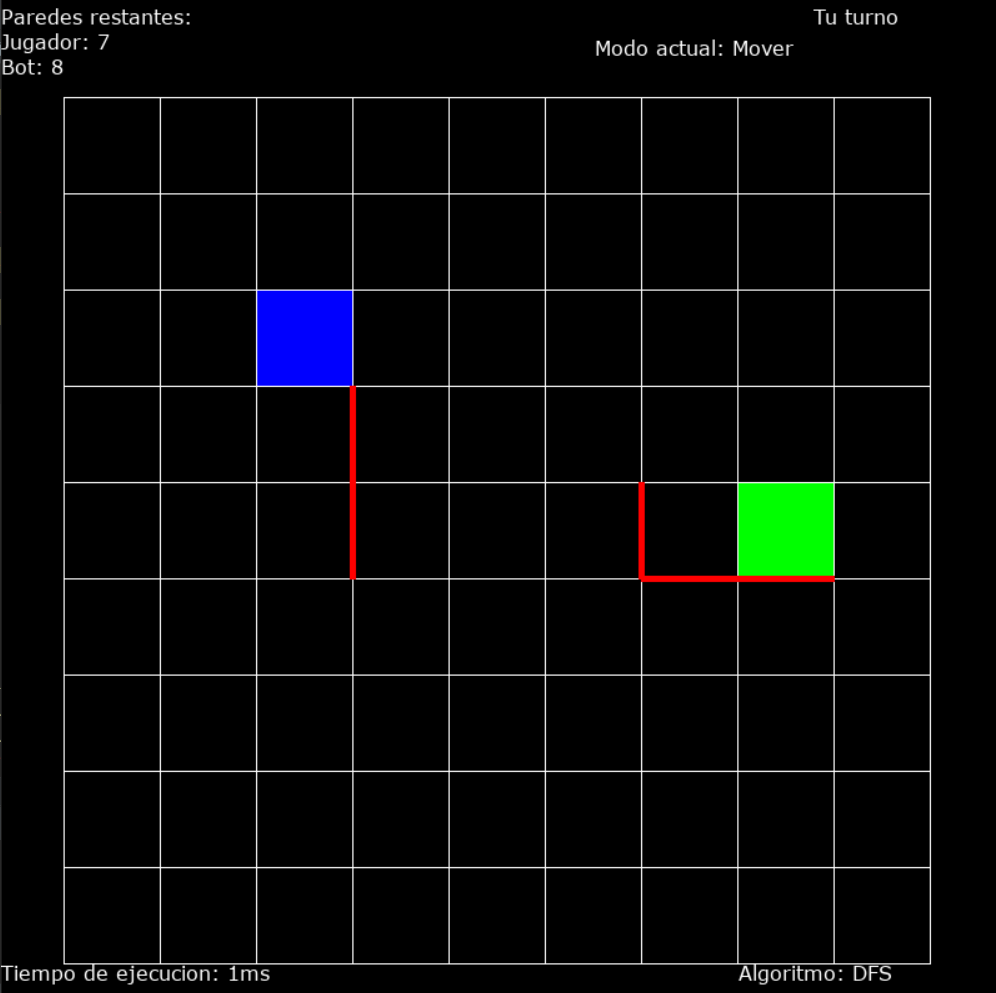 Paredes restantes:
Tu turno
Jugador: 7
Modo actual: Mover
Bot: 8
Tiempo de ejecucion: 1ms
Algoritmo: DFS